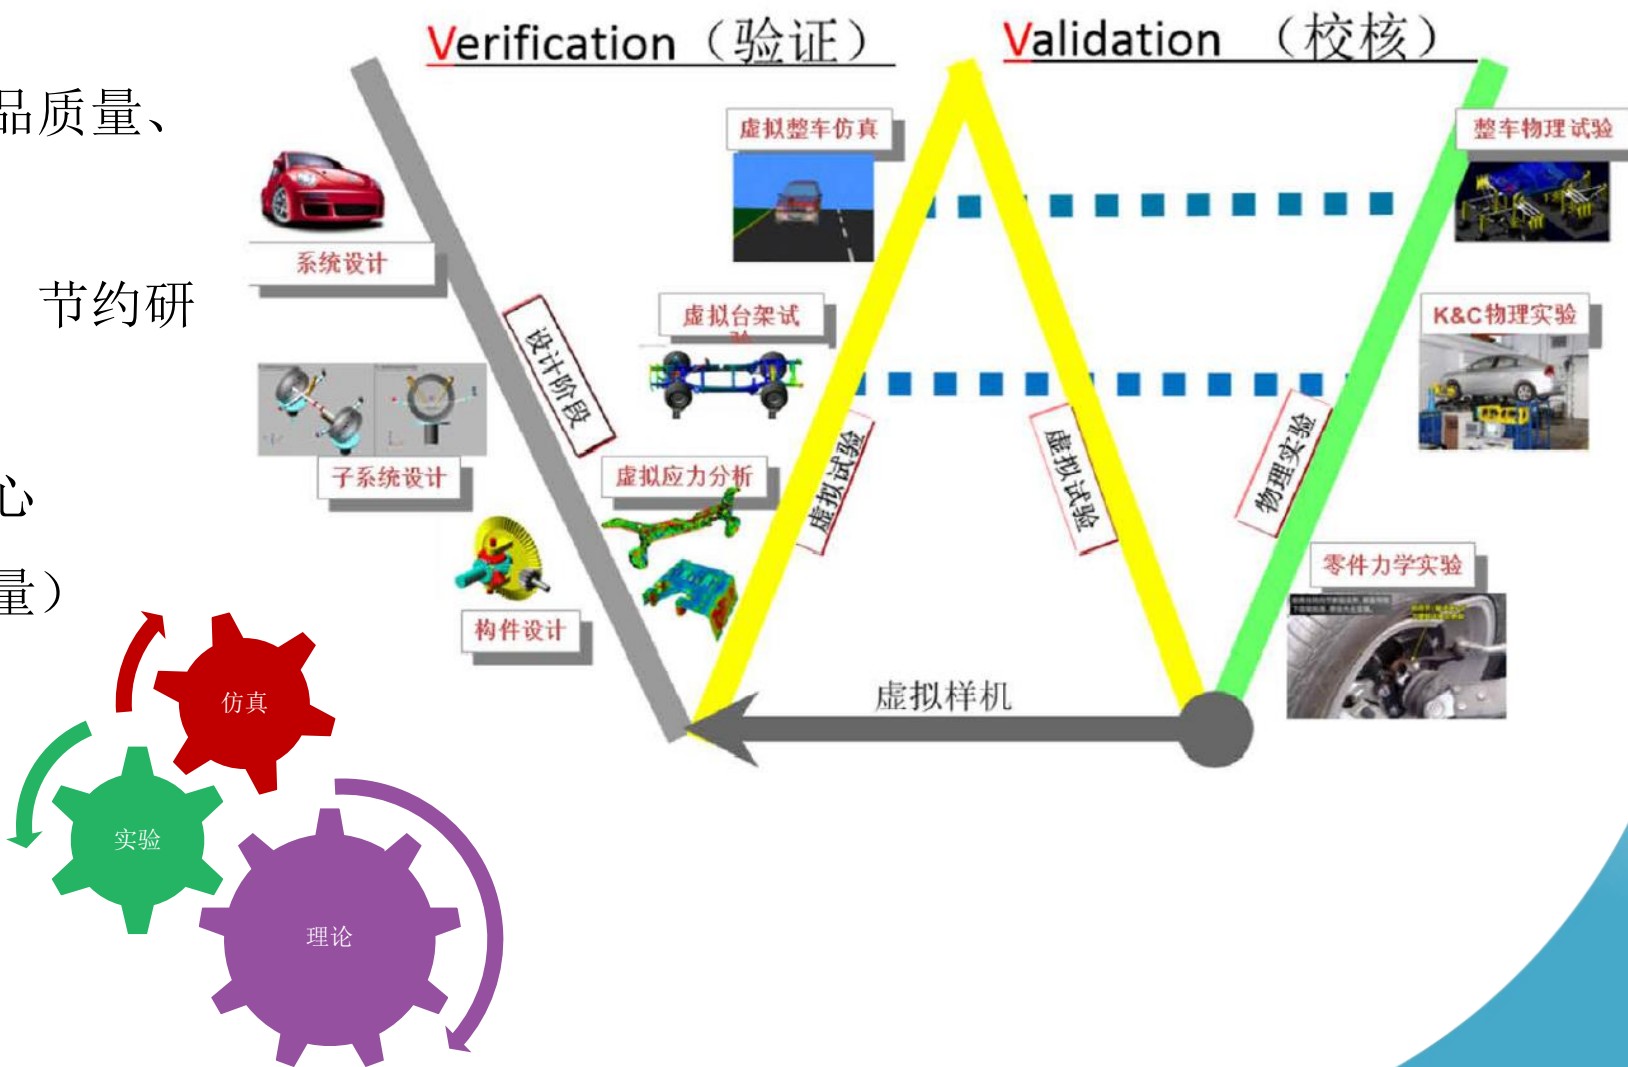 Verification（验证）
Validation （校核）
品质量、
节约研
心
量）
虚拟整车仿真
整车物理试验
系统设计
设计阶段
虚拟台架试
验
K&C物理实验
子系统设计
虚拟应力分析
虚拟试验
虚拟试验
物理实验
构件设计
零件力学实验
虚拟样机
仿真
实验
理论